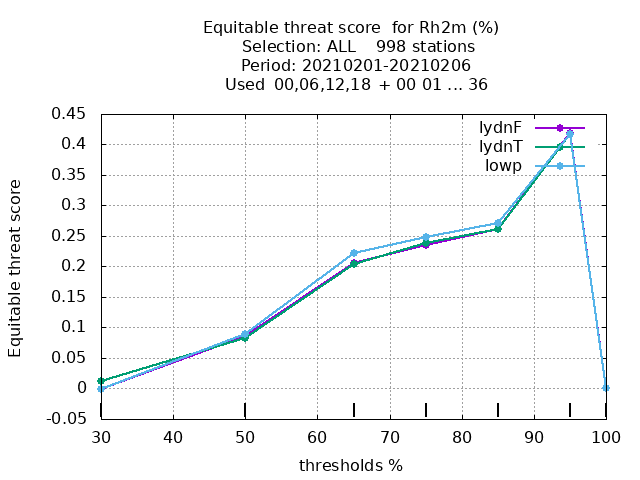 Equitable threat score  for Rh2m (%)
Selection: ALL    998 stations
Period: 20210201-20210206
Used  00,06,12,18  + 00 01 ... 36
0.45
0.4
0.35
0.3
0.25
0.2
0.15
0.1
0.05
0
-0.05
Equitable threat score
lydnF
lydnT
lowp
30 40 50 60 70 80 90 100
thresholds %